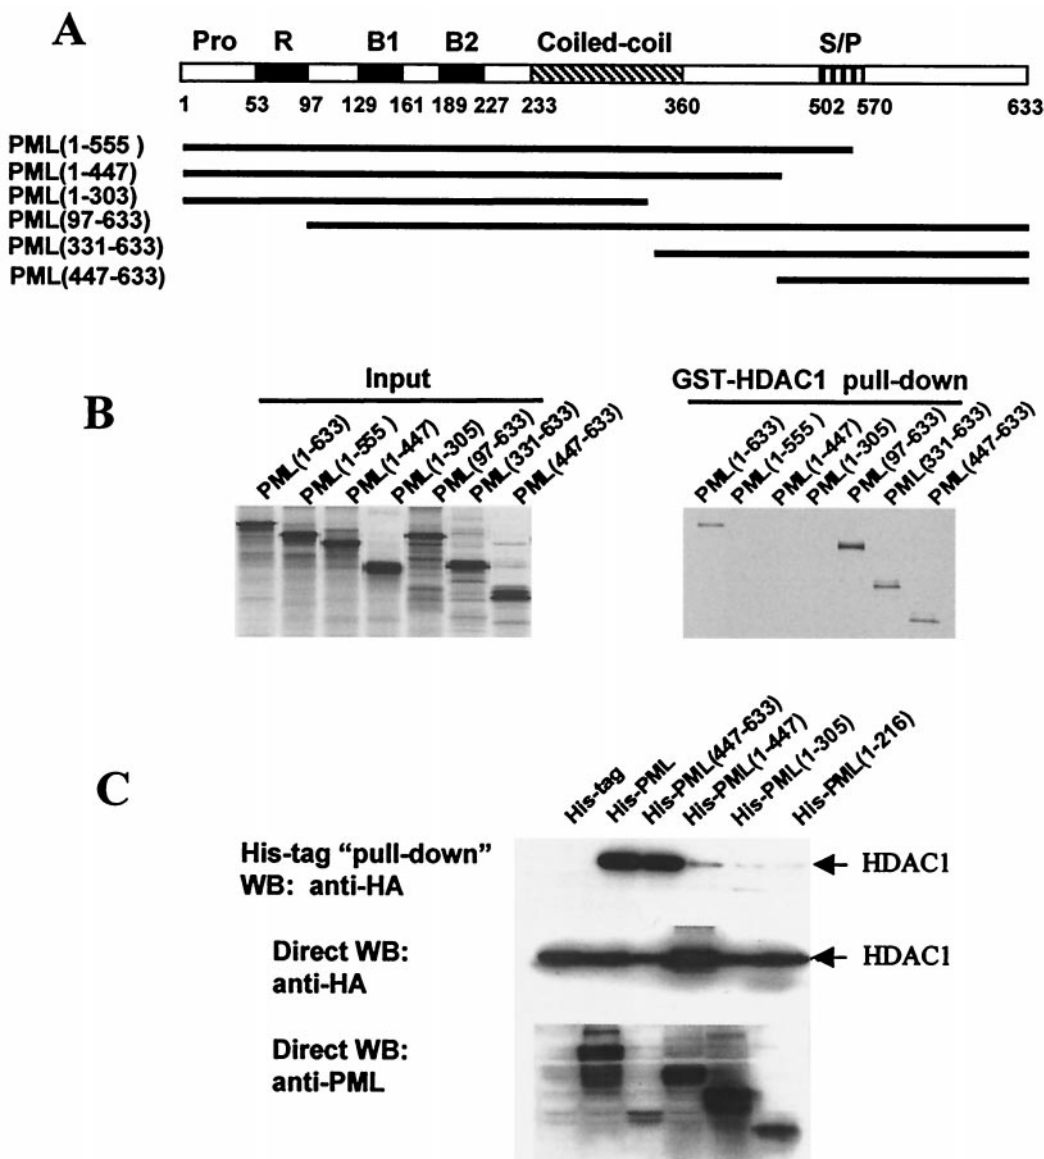 A
Pro R B1 B2 Coiled-coil S/P
1 53 97 129 161 189 227 233 360 502 570 633
PML(1-555 )
PML(1-447)
PML(1-303)
PML(97-633)
PML(331-633)
PML(447-633)
B
Input
PML(1-633)
PML(1-555 )
PML(1-447)
PML(1-305)
PML(97-633)
PML(331-633)
PML(447-633)
GST-HDAC1 pull-down
PML(1-633)
PML(1-555 )
PML(1-447)
PML(1-305)
PML(97-633)
PML(331-633)
PML(447-633)
C
His-tag
His-PML
His-PML(447-633)
His-PML(1-447)
His-PML(1-305)
His-PML(1-216)
His-tag “pull-down”
WB: anti-HA
HDAC1
Direct WB:
anti-HA
HDAC1
Direct WB:
anti-PML